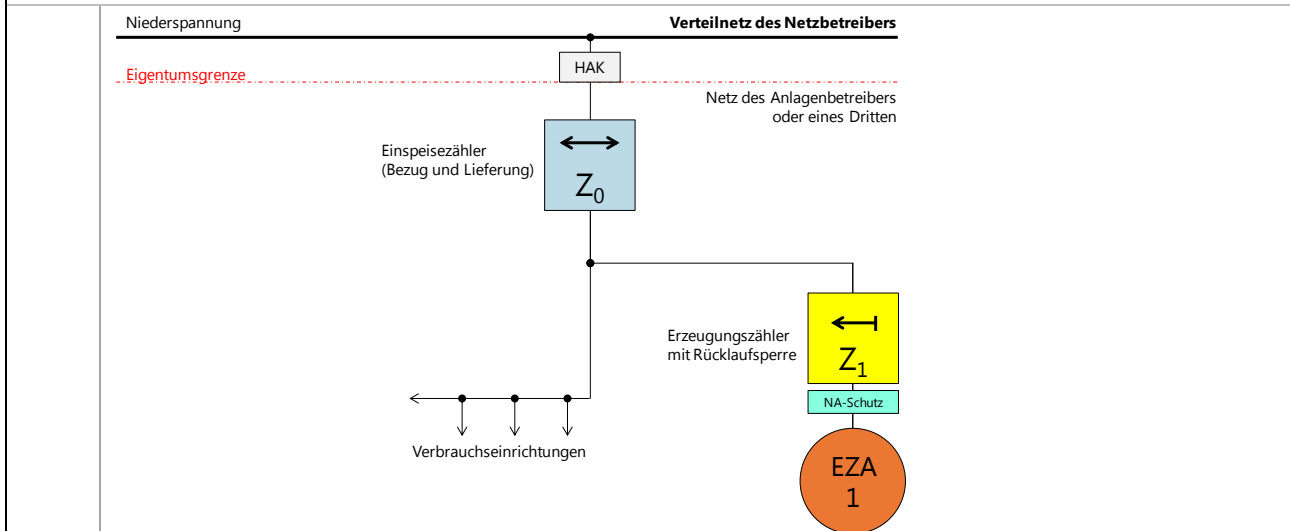 Niederspannung
Verteilnetz des Netzbetreibers
HAK
Eigentumsgrenze
Netz des Anlagenbetreibers
oder eines Dritten
Einspeisezähler
(Bezug und Lieferung)
Z0
Erzeugungszähler
mit Rücklaufsperre
Z1
NA-Schutz
Verbrauchseinrichtungen
EZA
1